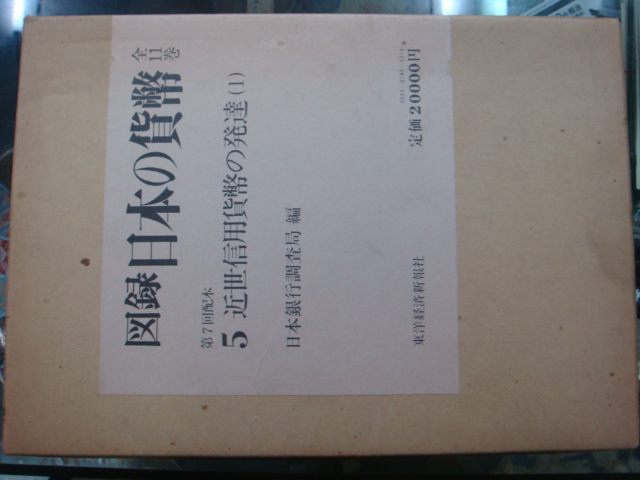 図録日本の貨幣 全11巻
第7回配本
5 近世信用貨幣の発達(1)
日本銀行調査局 編
東洋経済新報社
定価20000円